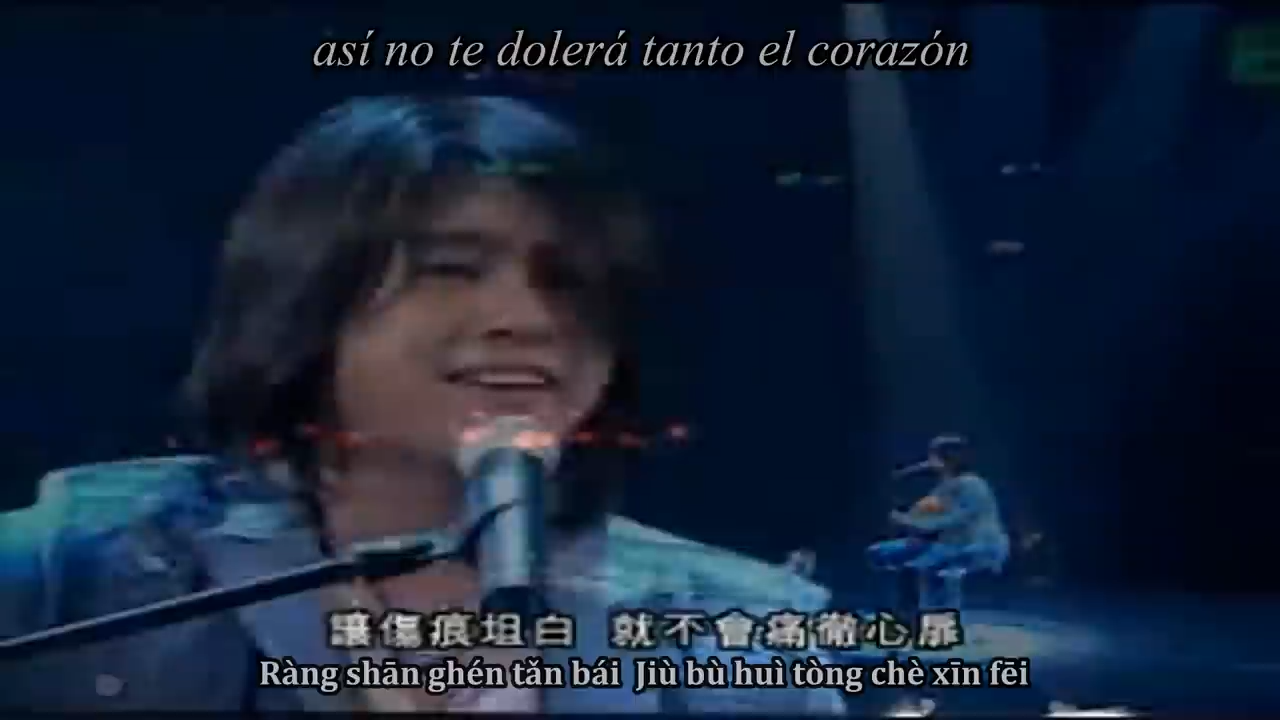 así no te dolerá tanto el corazón
讓傷痕坦白 就不會痛徹心扉
Ràng shān ghén tǎn bái Jiù bù huì tòng chè xīn fēi